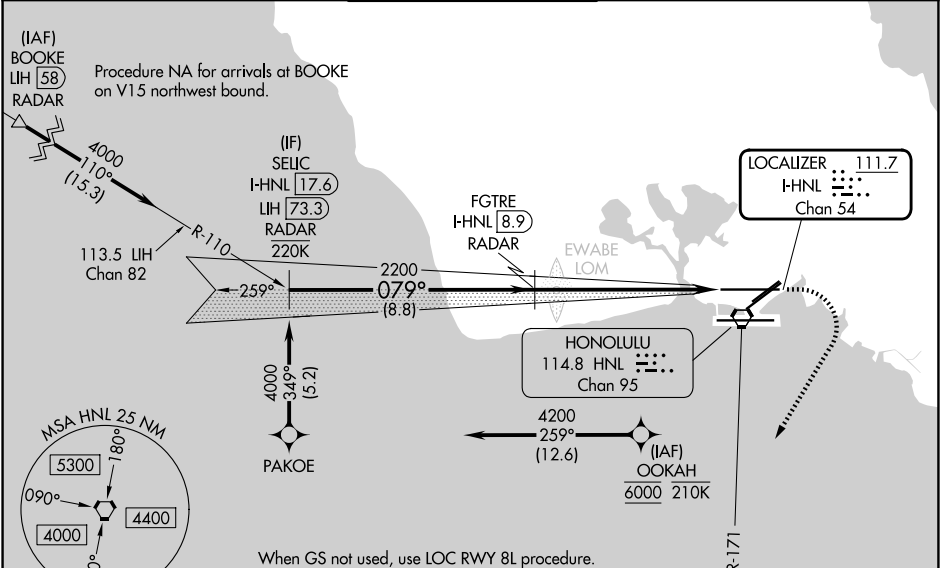 (IAF)
BOOKE
LIH 58
RADAR
Procedure NA for arrivals at BOOKE
on V15 northwest bound.
4000
110°
(15.3)
R-110
113.5 LIH
Chan 82
(IF)
SELIC
I-HNL 17.6
LIH 73.3
RADAR
220K
FGTRE
I-HNL 8.9
RADAR
EWABE
LOM
LOCALIZER 111.7
I-HNL
Chan 54
259°
2200
079°
(8.8)
HONOLULU
114.8 HNL
Chan 95
4000
349°
(5.2)
PAKOE
4200
259°
(12.6)
(IAF)
OOKAH
6000 210K
MSA HNL 25 NM
5300
180°
090°
4400
4000
When GS not used, use LOC RWY 8L procedure.
R-171